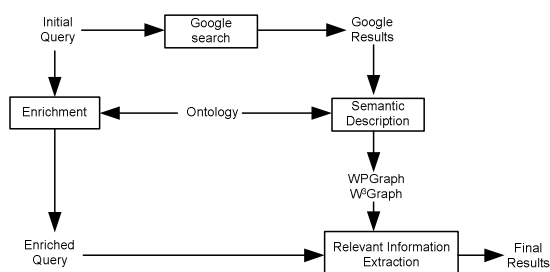 Initial
Query
Google
search
Google
Results
Enrichment
Ontology
Semantic
Description
WPGraph
W³Graph
Enriched
Query
Relevant Information
Extraction
Final
Results